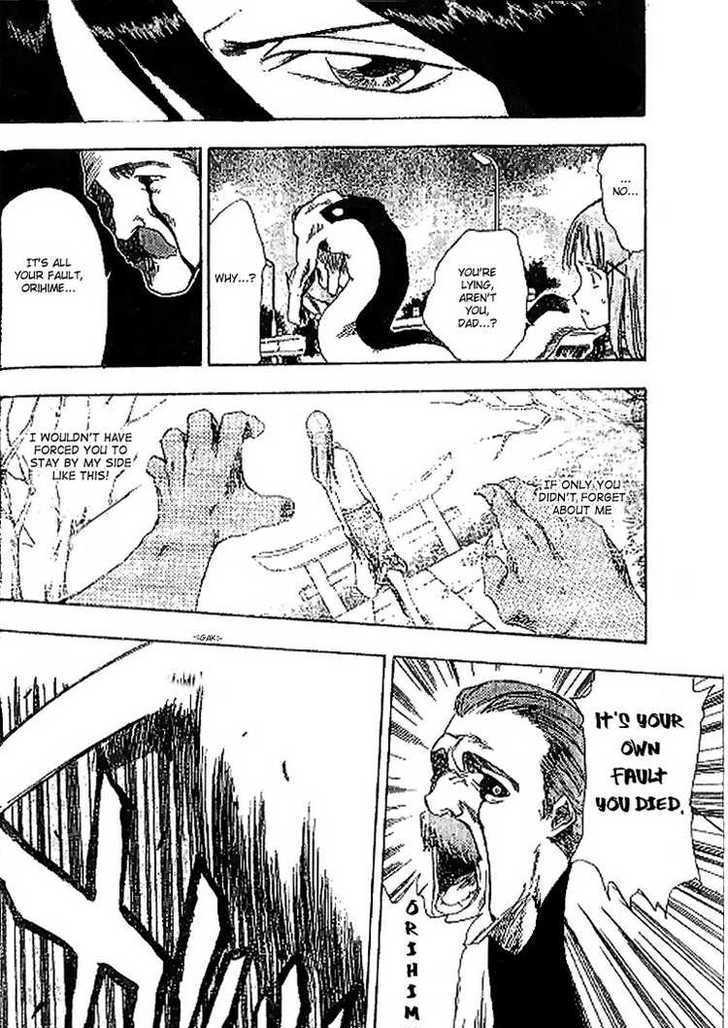 ...
NO...
YOU'RE
LYING,
AREN'T
YOU,
DAD...?
WHY...?
IT'S ALL
YOUR FAULT,
ORIHIME...
IF ONLY YOU
DIDN'T FORGET
ABOUT ME
I WOULDN'T HAVE
FORCED YOU TO
STAY BY MY SIDE
LIKE THIS!
IT'S YOUR
OWN
FAULT
YOU DIED.
ORIHIM
<GAK>